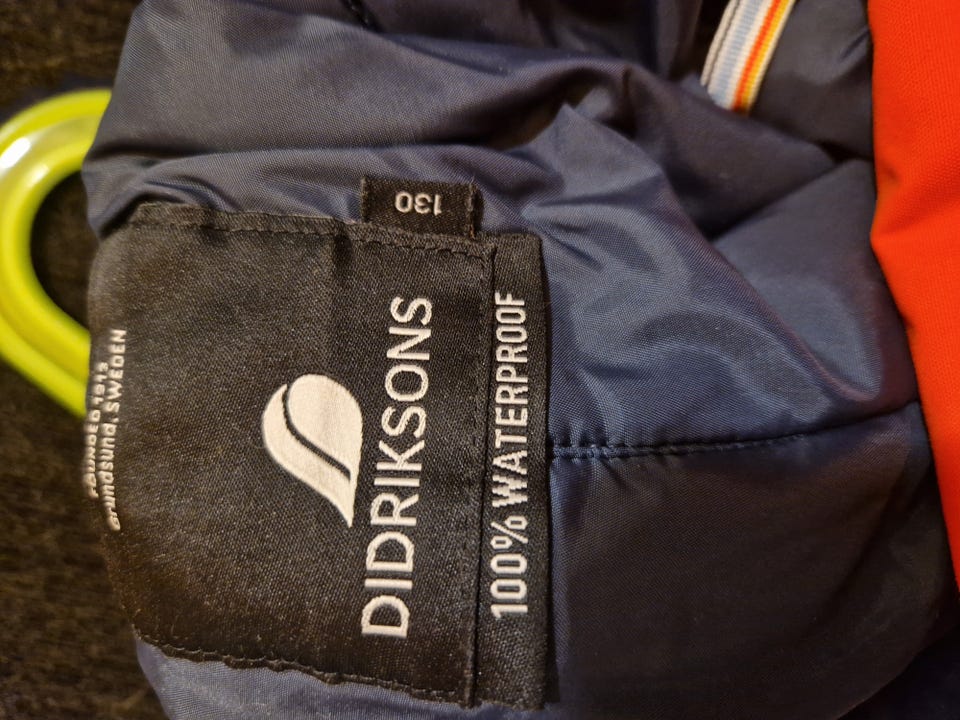 FOUNDED 1913
Grundsund, SWEDEN
DIDRIKSONS
100% WATERPROOF
130